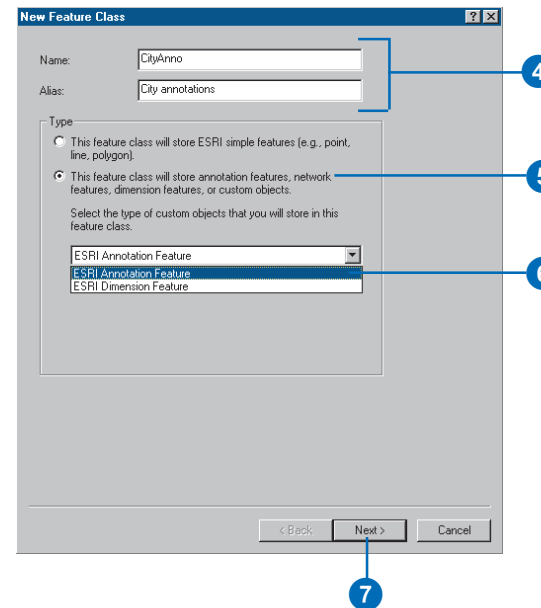 New Feature Class
Name:
CityAnno
4
Alias:
City annotations
Type
This feature class will store ESRI simple features (e.g., point,
line, polygon).
This feature class will store annotation features, network
features, dimension features, or custom objects.
5
Select the type of custom objects that you will store in this
feature class.
ESRI Annotation Feature
ESRI Annotation Feature
6
ESRI Dimension Feature
< Back
Next >
Cancel
7